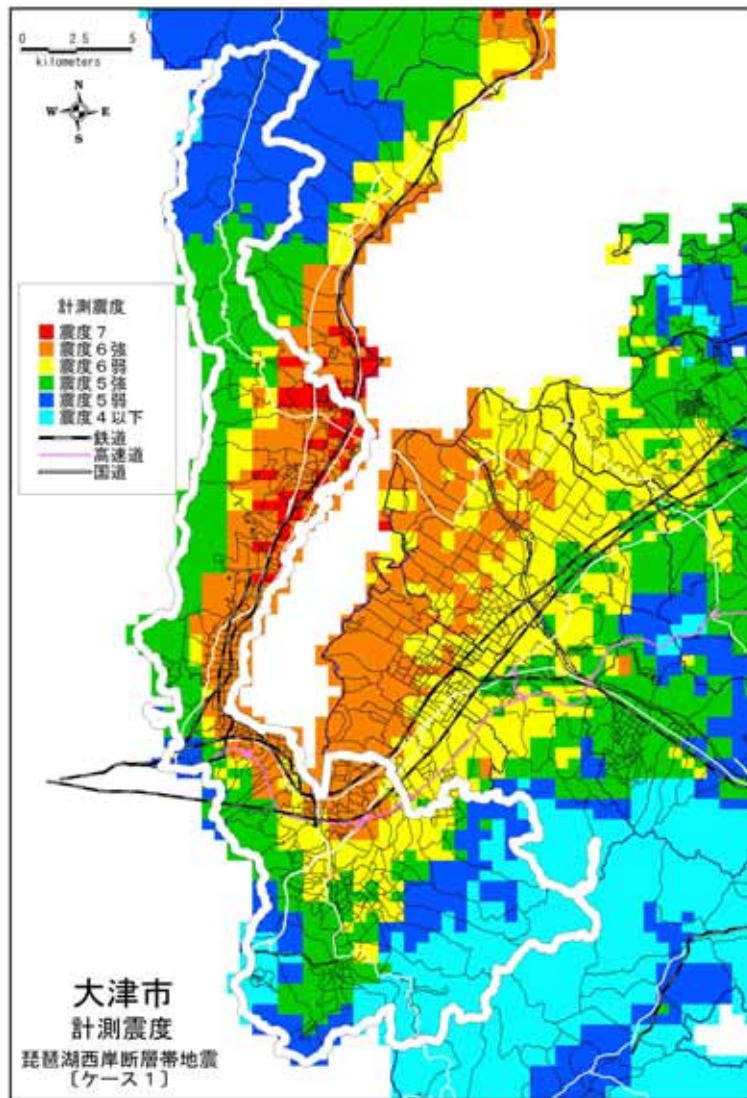 0 2.5 5
kilometers
N
W E
S
計測震度
震度7
震度6強
震度6弱
震度5強
震度5弱
震度4以下
鉄道
高速道
国道
大津市
計測震度
琵琶湖西岸断層帯地震
〔ケース1〕